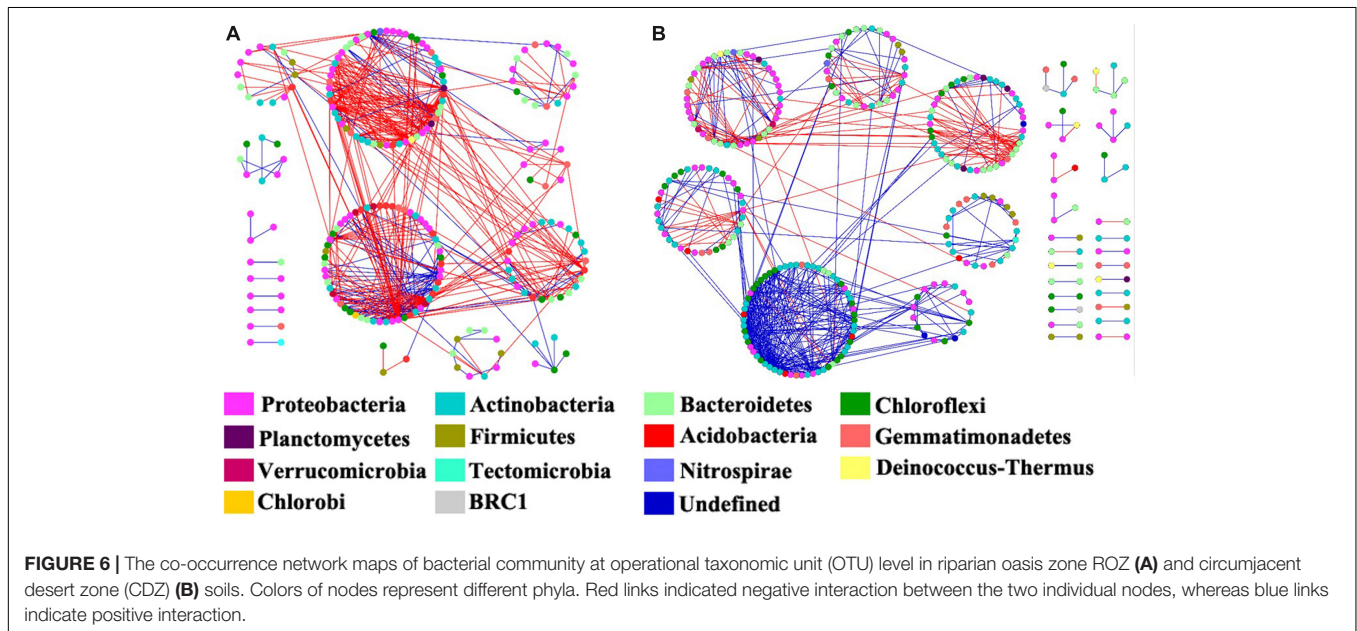 A
B
Proteobacteria Actinobacteria Bacteroidetes Chloroflexi
Planctomycetes Firmicutes Acidobacteria Gemmatimonadetes
Verrucomicrobia Tectomicrobia Nitrospirae Deinococcus-Thermus
Chlorobi BRC1 Undefined
FIGURE 6 | The co-occurrence network maps of bacterial community at operational taxonomic unit (OTU) level in riparian oasis zone ROZ (A) and circumjacent
desert zone (CDZ) (B) soils. Colors of nodes represent different phyla. Red links indicated negative interaction between the two individual nodes, whereas blue links
indicate positive interaction.